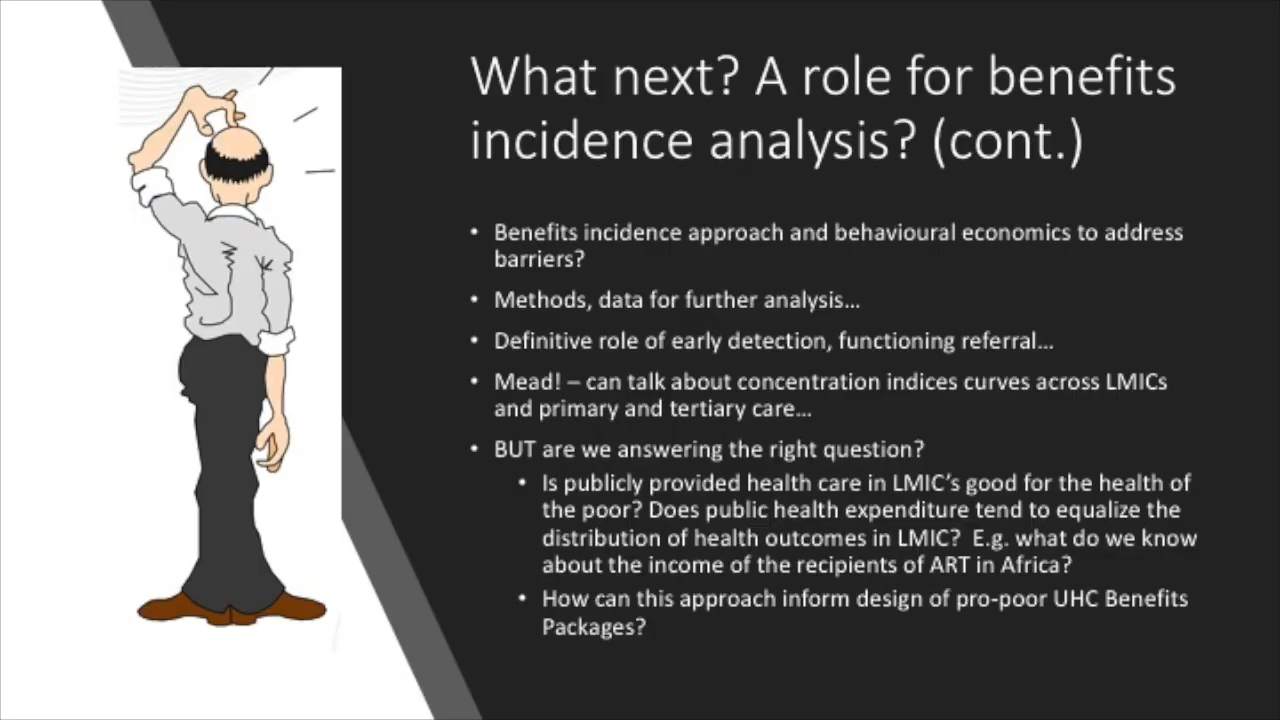 What next? A role for benefits
incidence analysis? (cont.)
• Benefits incidence approach and behavioural economics to address
barriers?
• Methods, data for further analysis…
• Definitive role of early detection, functioning referral…
• Mead! – can talk about concentration indices curves across LMICs
and primary and tertiary care…
• BUT are we answering the right question?
• Is publicly provided health care in LMIC's good for the health of
the poor? Does public health expenditure tend to equalize the
distribution of health outcomes in LMIC?  E.g. what do we know
about the income of the recipients of ART in Africa?
• How can this approach inform design of pro-poor UHC Benefits
Packages?